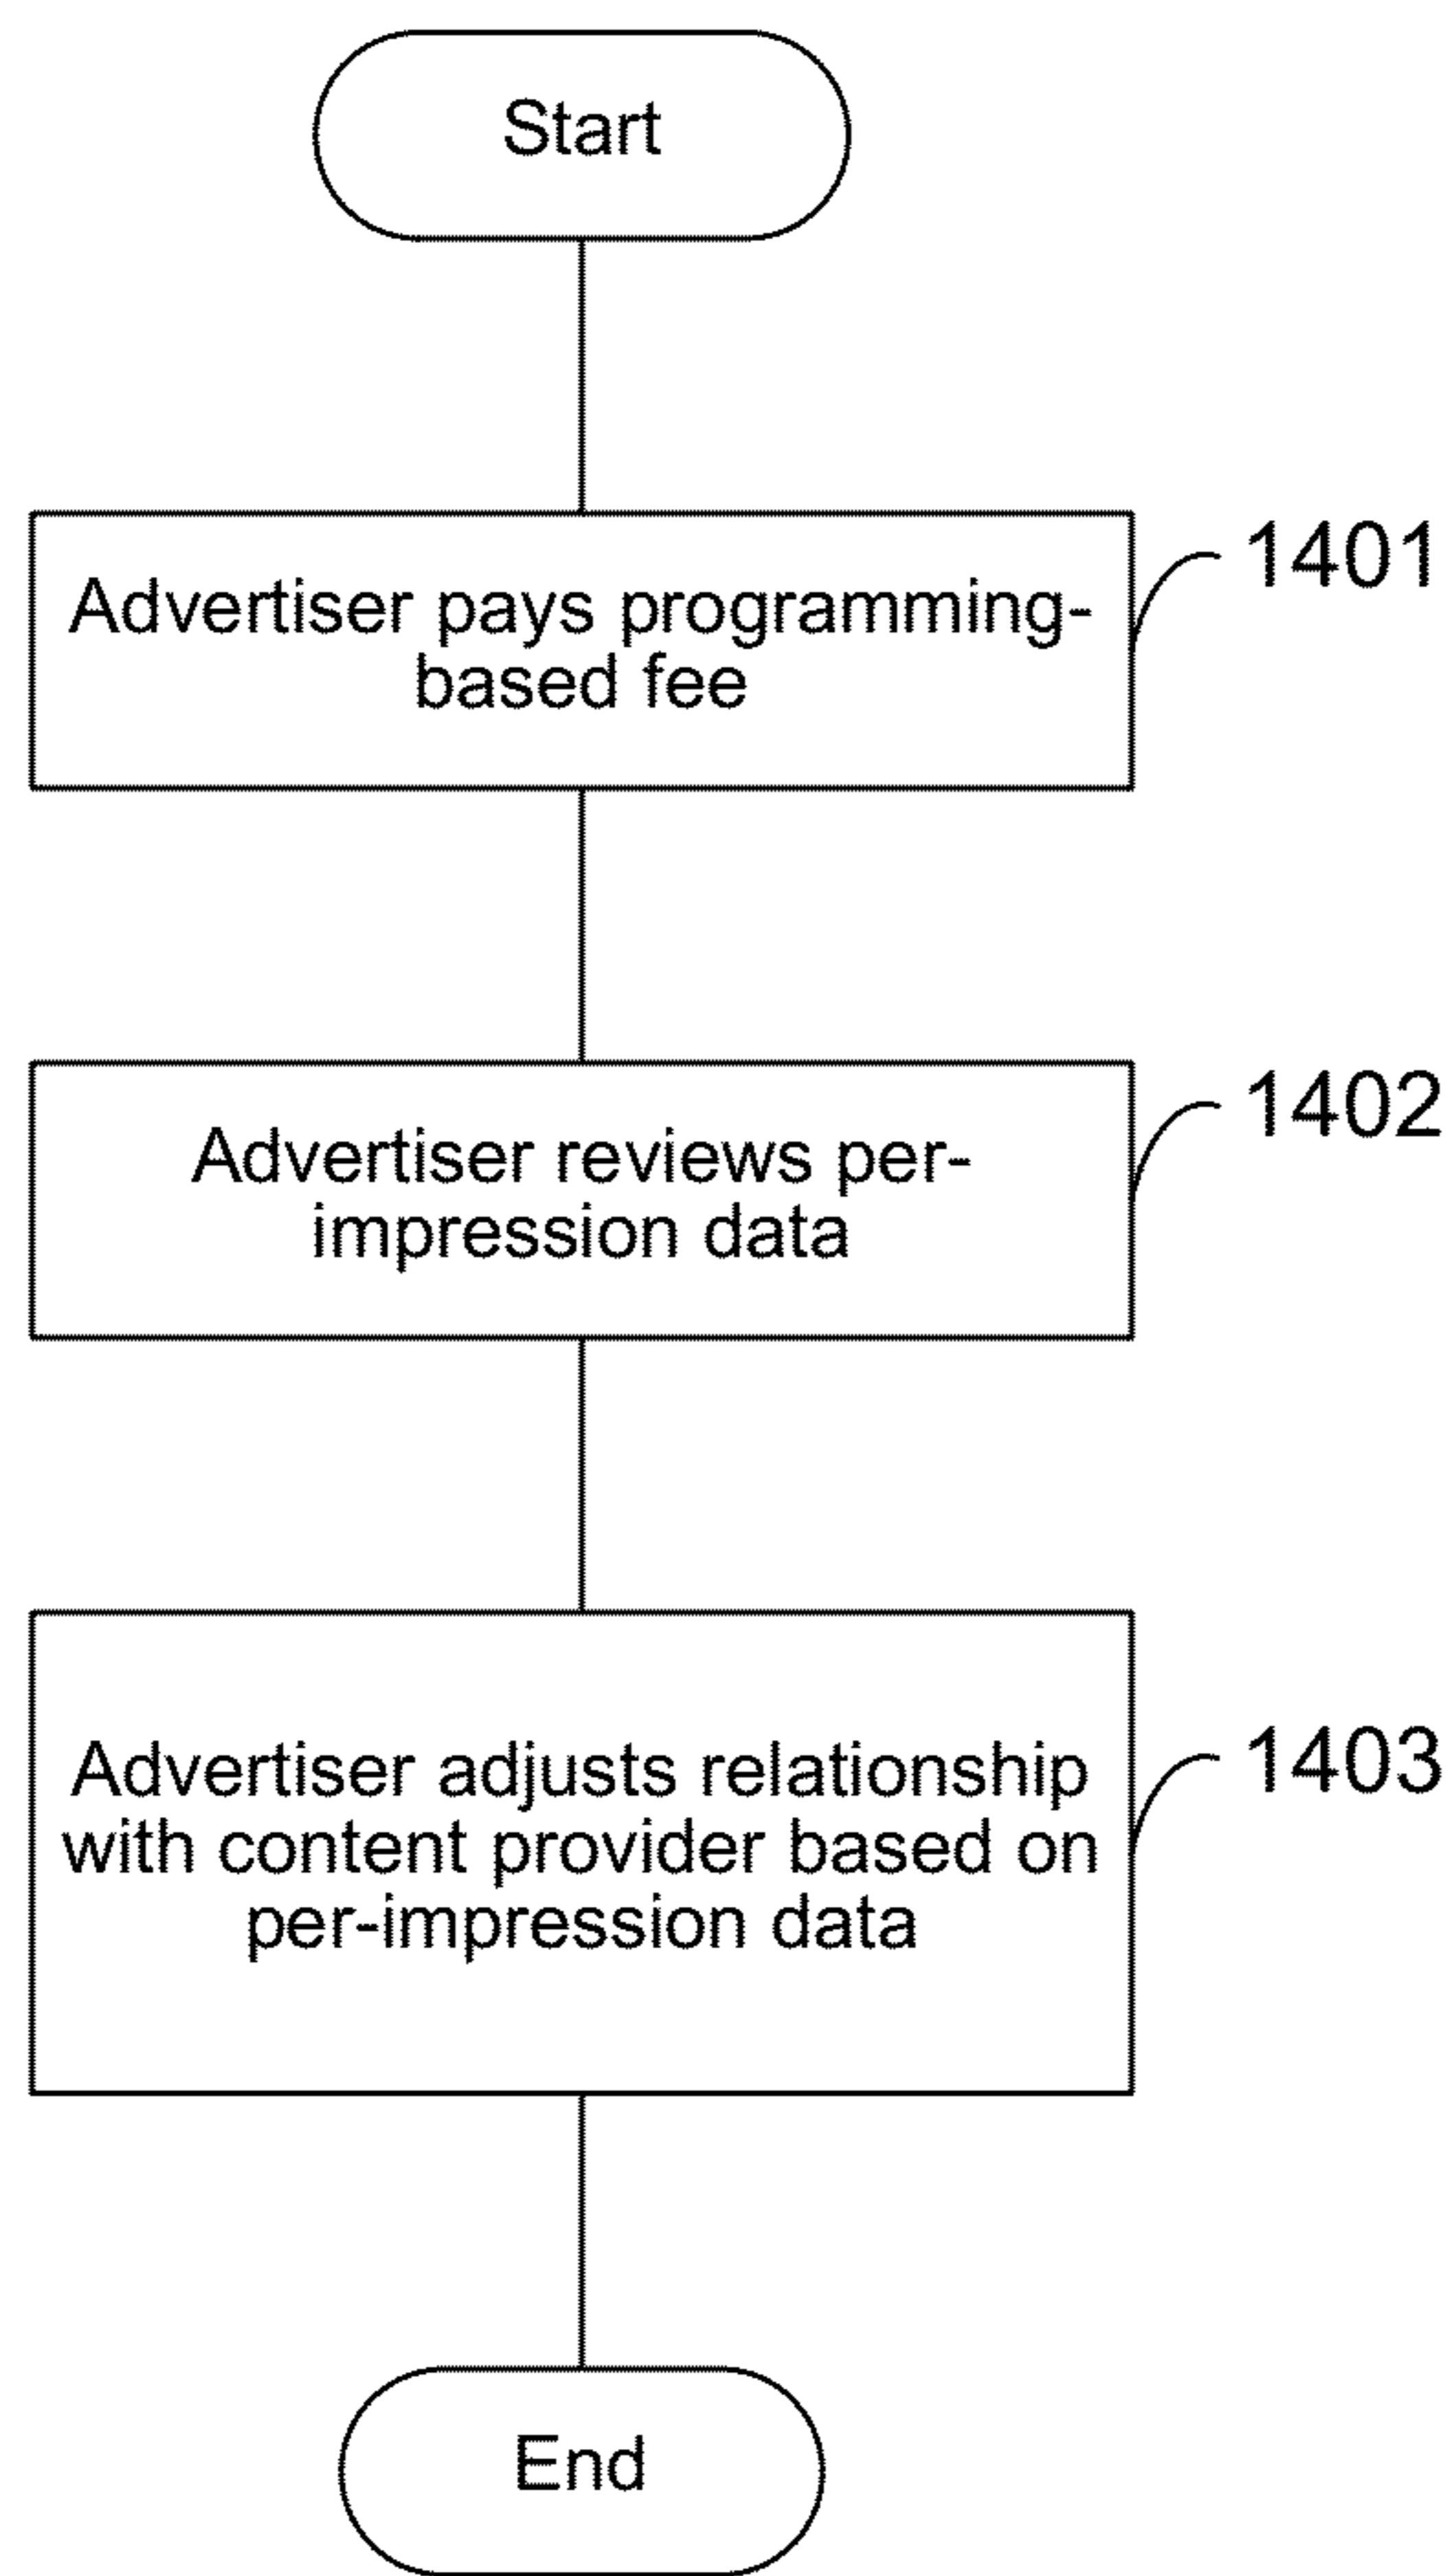 Start
Advertiser pays programming-
based fee
1401
Advertiser reviews per-
impression data
1402
Advertiser adjusts relationship
with content provider based on
per-impression data
1403
End